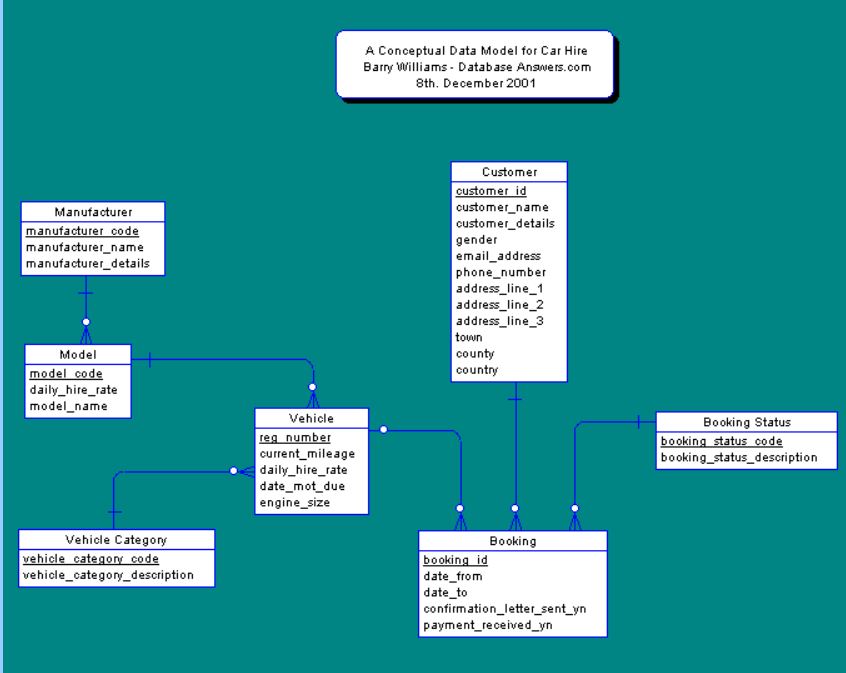 A Conceptual Data Model for Car Hire
Barry Williams - Database Answers.com
8th. December 2001
Customer
customer_id
customer_name
customer_details
gender
email_address
phone_number
address_line_1
address_line_2
address_line_3
town
county
country
Manufacturer
manufacturer_code
manufacturer_name
manufacturer_details
Model
model_code
daily_hire_rate
model_name
Vehicle
reg_number
current_mileage
daily_hire_rate
date_mot_due
engine_size
Booking Status
booking_status_code
booking_status_description
Vehicle Category
vehicle_category_code
vehicle_category_description
Booking
booking_id
date_from
date_to
confirmation_letter_sent_yn
payment_received_yn